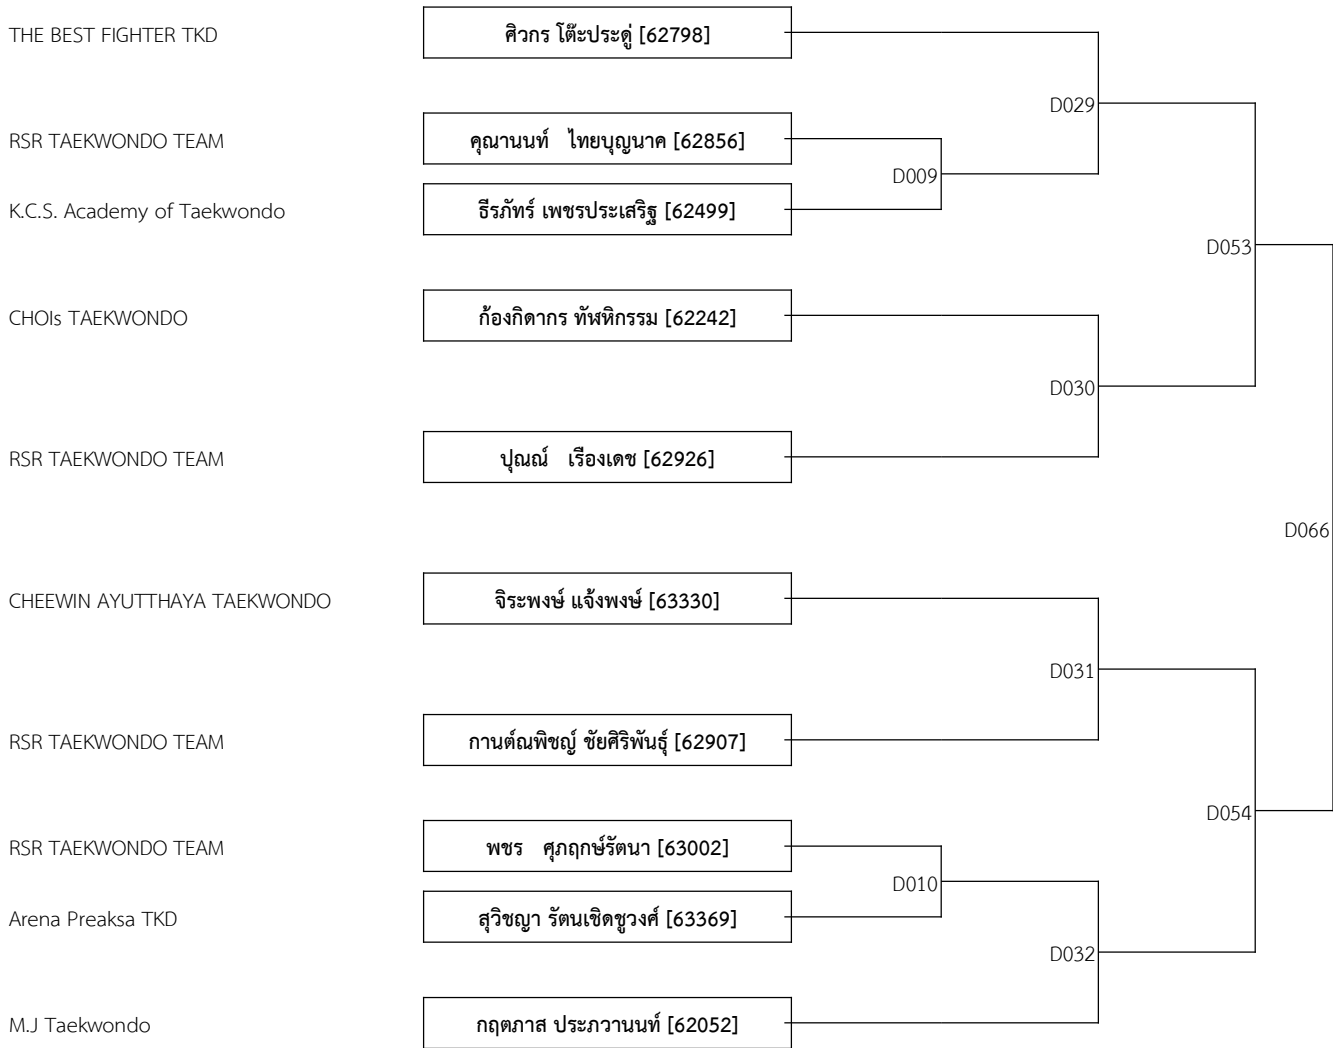 THE BEST FIGHTER TKD
ศิวกร โต๊ะประดู่ [62798]
D029
RSR TAEKWONDO TEAM
คุณานนท์ ไทยบุญนาค [62856]
D009
K.C.S. Academy of Taekwondo
ธีรภัทร์ เพชรประเสริฐ [62499]
D053
CHOIs TAEKWONDO
ก้องกิดากร ทัฬหิกรรม [62242]
D030
RSR TAEKWONDO TEAM
ปุณณ์ เรืองเดช [62926]
D066
CHEEWIN AYUTTHAYA TAEKWONDO
จิระพงษ์ แจ้งพงษ์ [63330]
D031
RSR TAEKWONDO TEAM
กานต์ณพิชญ์ ชัยศิริพันธุ์ [62907]
D054
RSR TAEKWONDO TEAM
พชร ศุภฤกษ์รัตนา [63002]
D010
Arena Preaksa TKD
สุวิชญา รัตนเชิดชูวงศ์ [63369]
D032
M.J Taekwondo
กฤตภาส ประภวานนท์ [62052]